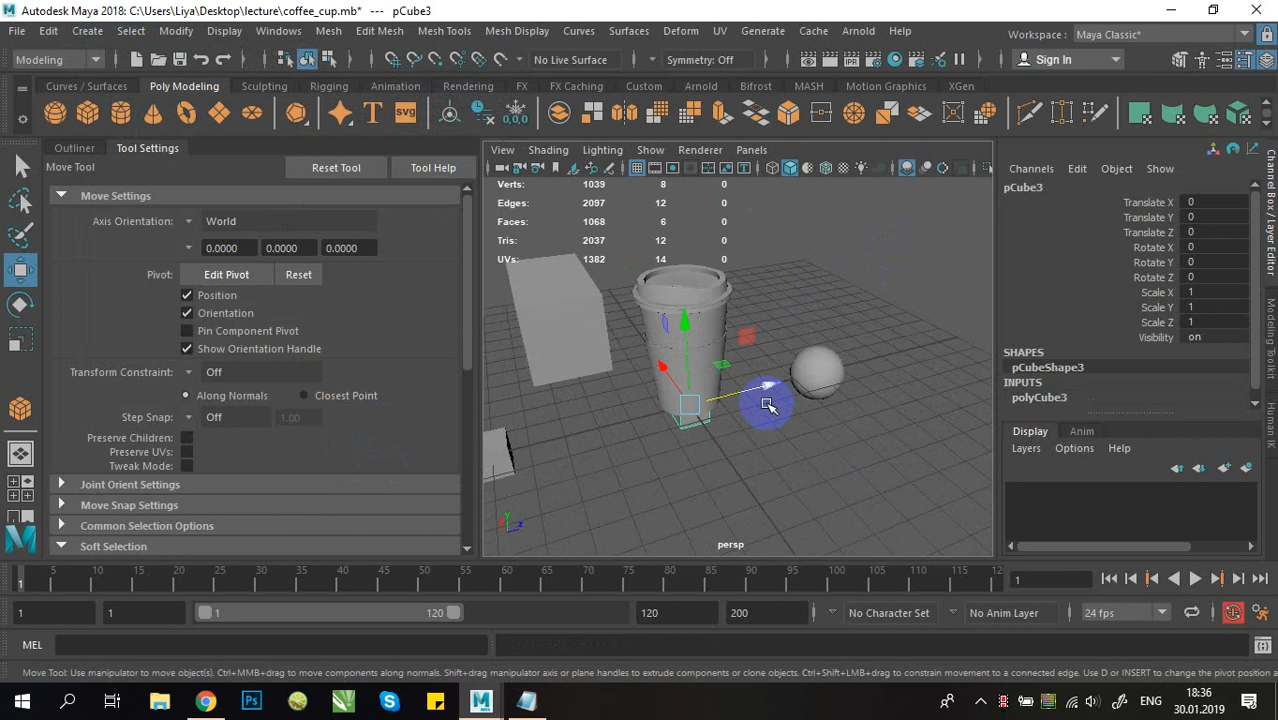 Autodesk Maya 2018: C:\Users\Liya\Desktop\lecture\coffee_cup.mb* --- pCube3
File Edit Create Select Modify Display Windows Mesh Edit Mesh Mesh Tools Mesh Display Curves Surfaces Deform UV Generate Cache Arnold Help Workspace : Maya Classic*
Modeling No Live Surface Symmetry: Off IPR Sign In
Curves / Surfaces Poly Modeling Sculpting Rigging Animation Rendering FX FX Caching Custom Arnold Bifrost MASH Motion Graphics XGen
T SVG 0,0,0
Outliner Tool Settings
Move Tool Reset Tool Tool Help
Move Settings
Axis Orientation: World
0.0000 0.0000 0.0000
Pivot: Edit Pivot Reset
Position
Orientation
Pin Component Pivot
Show Orientation Handle
Transform Constraint: Off
Along Normals Closest Point
Step Snap: Off 1.00
Preserve Children:
Preserve UVs:
Tweak Mode:
Joint Orient Settings
Move Snap Settings
Common Selection Options
Soft Selection
View Shading Lighting Show Renderer Panels
Verts: 1039 8 0
Edges: 2097 12 0
Faces: 1068 6 0
Tris: 2037 12 0
UVs: 1382 14 0
y
z
persp
Channels Edit Object Show
pCube3
Translate X 0
Translate Y 0
Translate Z 0
Rotate X 0
Rotate Y 0
Rotate Z 0
Scale X 1
Scale Y 1
Scale Z 1
Visibility on
SHAPES
pCubeShape3
INPUTS
polyCube3
Display Anim
Layers Options Help
Channel Box / Layer Editor
Modeling Toolkit
Human IK
1 5 10 15 20 25 30 35 40 45 50 55 60 65 70 75 80 85 90 95 100 105 110 115 12 1
1 1 1 120 120 200 No Character Set No Anim Layer 24 fps
MEL
Move Tool: Use manipulator to move object(s). Ctrl+MMB+drag to move components along normals. Shift+drag manipulator axis or plane handles to extrude components or clone objects. Ctrl+Shift+LMB+drag to constrain movement to a connected edge. Use D or INSERT to change the pivot position a
Ps ENG 18:36
30.01.2019